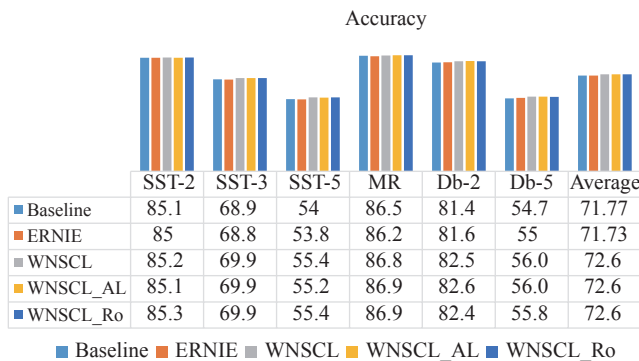 Accuracy
SST-2 SST-3 SST-5 MR Db-2 Db-5 Average
Baseline 85.1 68.9 54 86.5 81.4 54.7 71.77
ERNIE 85 68.8 53.8 86.2 81.6 55 71.73
WNSCL 85.2 69.9 55.4 86.8 82.5 56.0 72.6
WNSCL_AL 85.1 69.9 55.2 86.9 82.6 56.0 72.6
WNSCL_Ro 85.3 69.9 55.4 86.9 82.4 55.8 72.6
Baseline ERNIE WNSCL WNSCL_AL WNSCL_Ro